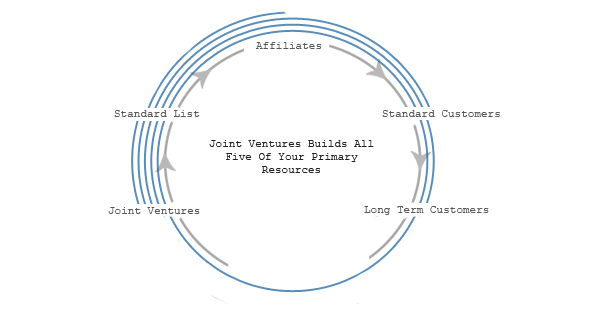 Affiliates
Standard List
Standard Customers
Joint Ventures Builds All
Five Of Your Primary
Resources
Joint Ventures
Long Term Customers